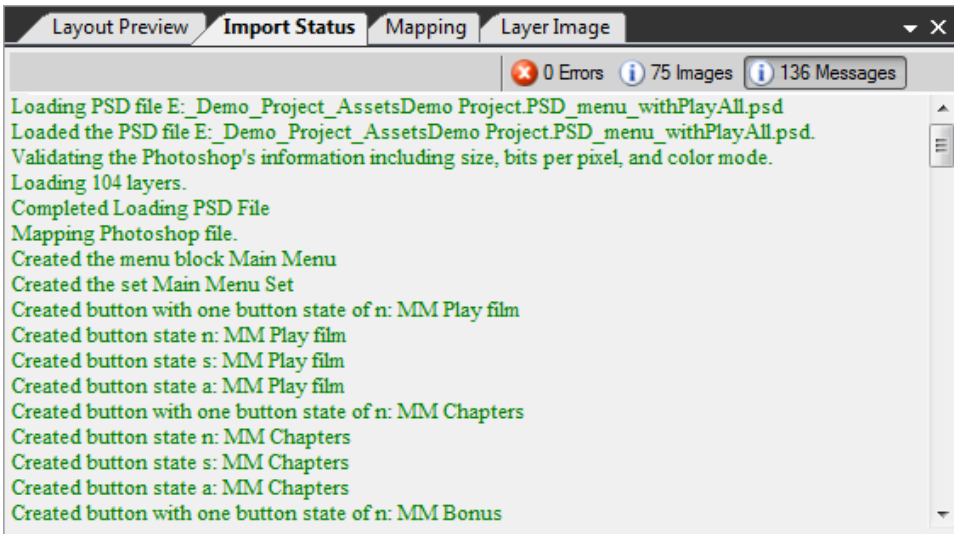 Layout Preview Import Status Mapping Layer Image
0 Errors 75 Images 136 Messages
Loading PSD file E:_Demo_Project_AssetsDemo Project.PSD_menu_withPlayAll.psd
Loaded the PSD file E:_Demo_Project_AssetsDemo Project.PSD_menu_withPlayAll.psd.
Validating the Photoshop's information including size, bits per pixel, and color mode.
Loading 104 layers.
Completed Loading PSD File
Mapping Photoshop file.
Created the menu block Main Menu
Created the set Main Menu Set
Created button with one button state of n: MM Play film
Created button state n: MM Play film
Created button state s: MM Play film
Created button state a: MM Play film
Created button with one button state of n: MM Chapters
Created button state n: MM Chapters
Created button state s: MM Chapters
Created button state a: MM Chapters
Created button with one button state of n: MM Bonus